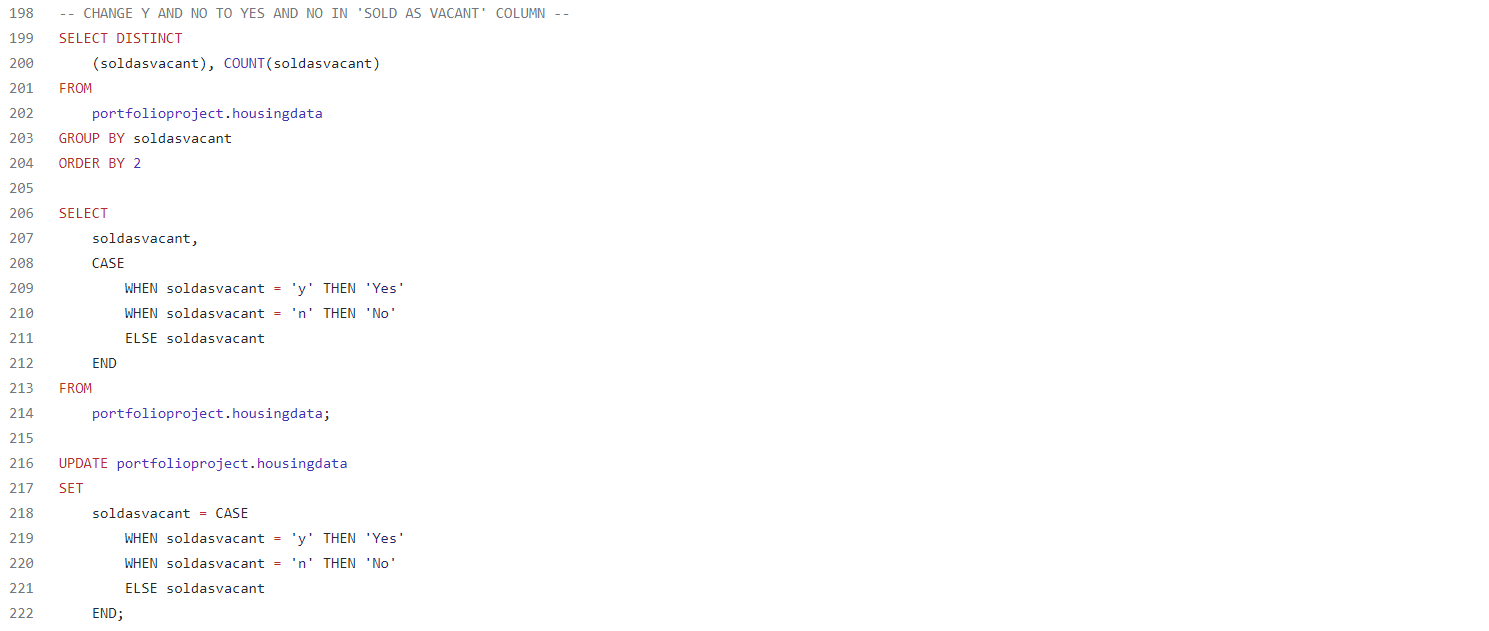 198 -- CHANGE Y AND NO TO YES AND NO IN 'SOLD AS VACANT' COLUMN --
199 SELECT DISTINCT
200     (soldasvacant), COUNT(soldasvacant)
201 FROM
202     portfolioproject.housingdata
203 GROUP BY soldasvacant
204 ORDER BY 2
205
206 SELECT
207     soldasvacant,
208     CASE
209         WHEN soldasvacant = 'y' THEN 'Yes'
210         WHEN soldasvacant = 'n' THEN 'No'
211         ELSE soldasvacant
212     END
213 FROM
214     portfolioproject.housingdata;
215
216 UPDATE portfolioproject.housingdata
217 SET
218     soldasvacant = CASE
219         WHEN soldasvacant = 'y' THEN 'Yes'
220         WHEN soldasvacant = 'n' THEN 'No'
221         ELSE soldasvacant
222     END;